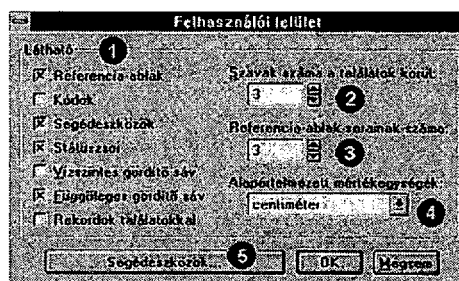 Felhasználói felület
Látható 1
Referencia ablak
Kódok
Segédeszközök
Státuszsor
Vízszintes gördítő sáv
Függőleges gördítő sáv
Rekordok találatokkal
Szavak száma a találatok körül:
3 2
Referencia ablak sorainak száma:
3 3
Alapértelmezett mértékegységek:
centiméter 4
Segédeszközök... 5
OK
Mégsem